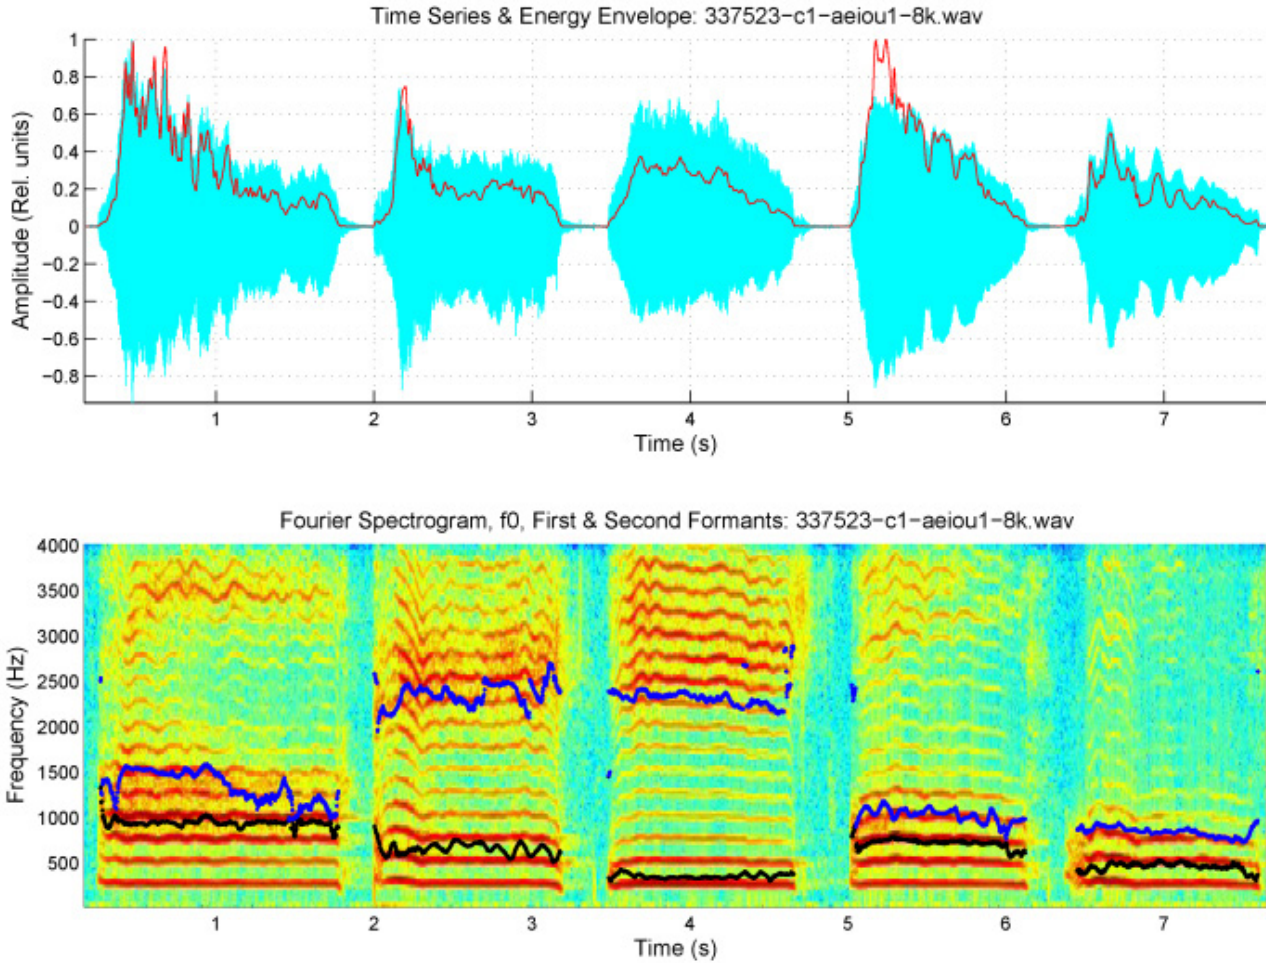 Time Series & Energy Envelope: 337523-c1-aeiou1-8k.wav
1
0.8
0.6
0.4
0.2
0
−0.2
−0.4
−0.6
−0.8
Amplitude (Rel. units)
1 2 3 4 5 6 7
Time (s)
Fourier Spectrogram, f0, First & Second Formants: 337523-c1-aeiou1-8k.wav
4000
3500
3000
2500
2000
1500
1000
500
Frequency (Hz)
1 2 3 4 5 6 7
Time (s)